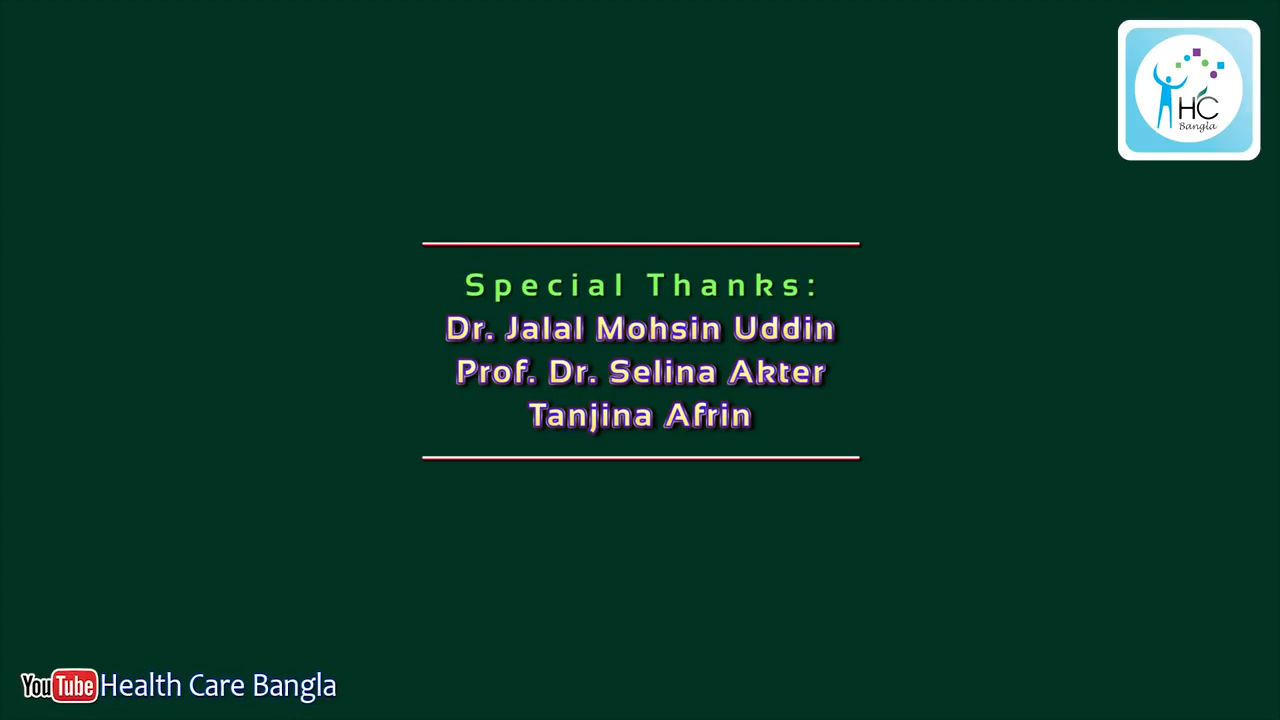 HC
Bangla
Special Thanks:
Dr. Jalal Mohsin Uddin
Prof. Dr. Selina Akter
Tanjina Afrin
YouTube Health Care Bangla